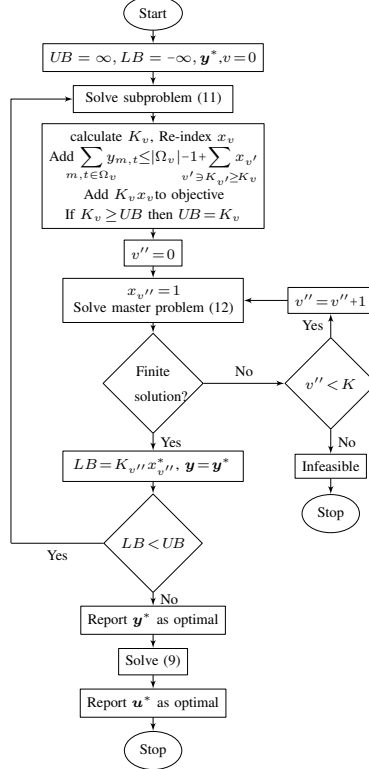 Start
UB = ∞, LB = -∞, y*, v = 0
Solve subproblem (11)
calculate K_v, Re-index x_v
Add ∑_{m,t∈Ω_v} y_{m,t} ≤ |Ω_v| -1+ ∑_{v'∋K_{v'}≥K_v} x_{v'}
Add K_v x_v to objective
If K_v ≥ UB then UB = K_v
v'' = 0
x_{v''} = 1
Solve master problem (12)
v'' = v'' +1
Yes
Finite
solution?
No
v'' < K
Yes
No
LB = K_{v''} x*_{v''}, y = y*
Infeasible
Stop
LB < UB
Yes
No
Report y* as optimal
Solve (9)
Report u* as optimal
Stop